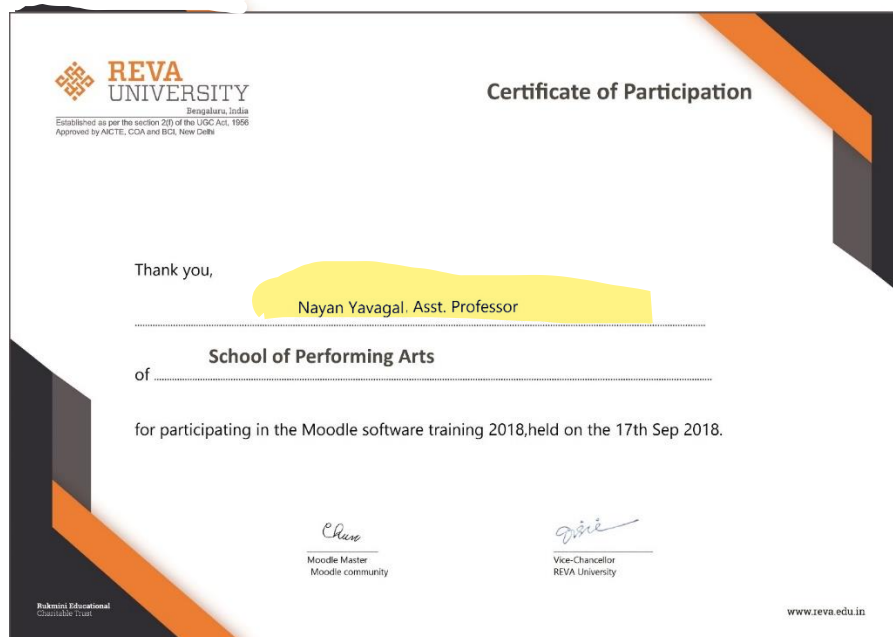 REVA
UNIVERSITY
Bengaluru, India
Established as per the section 2(f) of the UGC Act, 1956
Approved by AICTE, COA and BCI, New Delhi
Certificate of Participation
Thank you,
Nayan Yavagal. Asst. Professor
School of Performing Arts
of
for participating in the Moodle software training 2018,held on the 17th Sep 2018.
Moodle Master
Moodle community
Vice-Chancellor
REVA University
Rukmini Educational
Charitable Trust
www.reva.edu.in